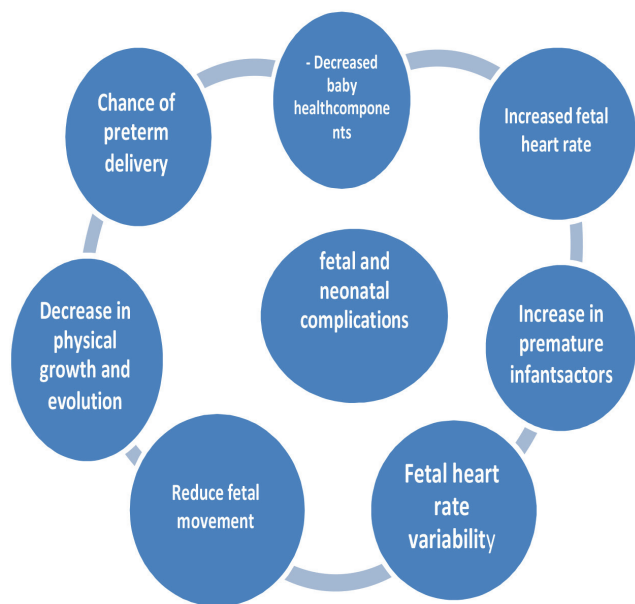 - Decreased
baby
healthcompone
nts
Increased fetal
heart rate
Increase in
premature
infantsactors
Fetal heart
rate
variability
Reduce fetal
movement
Decrease in
physical
growth and
evolution
Chance of
preterm
delivery
fetal and
neonatal
complications